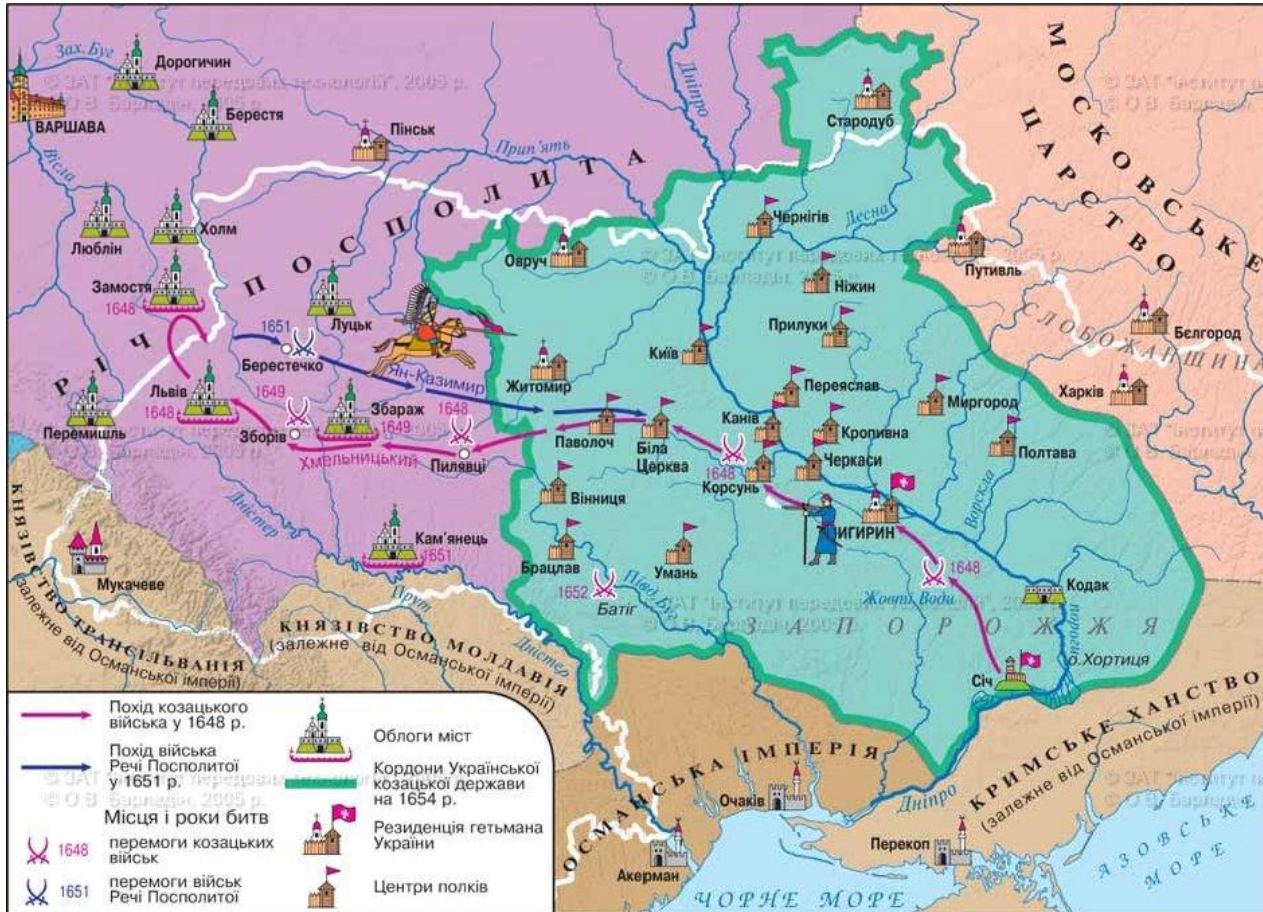 Зах. Буг
Дорогичин
© ЗАТ "Інститут передових технологій", 2005 р.
© О.В. Барладін, 2005 р.
ВАРШАВА
Берестя
Пінськ
Прип'ять
Дніпро
Стародуб
МОСКОВСЬКЕ
ЦАРСТВО
Вісла
Люблін
Холм
РІЧ ПОСПОЛИТА
Чернігів
Десна
Овруч
Путивль
Замостя
1648
Луцьк
Ніжин
СЛОБОЖАНЩИНА
Бєлгород
1651
Берестечко
Прилуки
Київ
Ян-Казимир
Житомир
Переяслав
Миргород
Харків
Львів
1648
1649
Зборів
Збараж
1649
1648
Пилявці
Паволоч
Біла
Церква
Канів
Кропивна
Полтава
Перемишль
Хмельницький
1648
Корсунь
Черкаси
Ворскла
Дністер
Вінниця
ЧИГИРИН
Кам'янець
1651
Брацлав
Умань
1648
Жовті Води
Кодак
Мукачеве
1652
Батіг
Півд. Буг
Прут
ЗАПОРОЖЖЯ
о.Хортиця
Січ
КНЯЗІВСТВО ТРАНСІЛЬВАНІЯ
(залежне від Османської імперії)
КНЯЗІВСТВО МОЛДАВІЯ
(залежне від Османської імперії)
Дністер
ОСМАНСЬКА ІМПЕРІЯ
КРИМСЬКЕ ХАНСТВО
(залежне від Османської імперії)
Очаків
Дніпро
Перекоп
Акерман
ЧОРНЕ МОРЕ
АЗОВСЬКЕ
МОРЕ
Похід козацького
війська у 1648 р.
Похід війська
Речі Посполитої
у 1651 р.
Місця і роки битв
1648
перемоги козацьких
військ
1651
перемоги військ
Речі Посполитої
Облоги міст
Кордони Української
козацької держави
на 1654 р.
Резиденція гетьмана
України
Центри полків